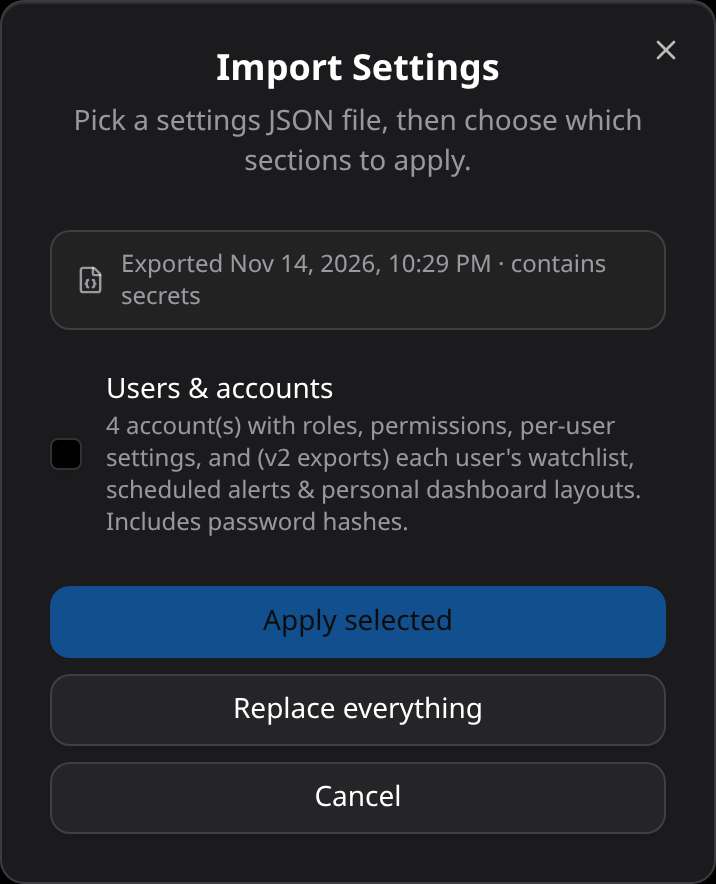 Import Settings
Pick a settings JSON file, then choose which
sections to apply.
Exported Nov 14, 2026, 10:29 PM · contains
secrets
Users & accounts
4 account(s) with roles, permissions, per-user
settings, and (v2 exports) each user's watchlist,
scheduled alerts & personal dashboard layouts.
Includes password hashes.
Apply selected
Replace everything
Cancel